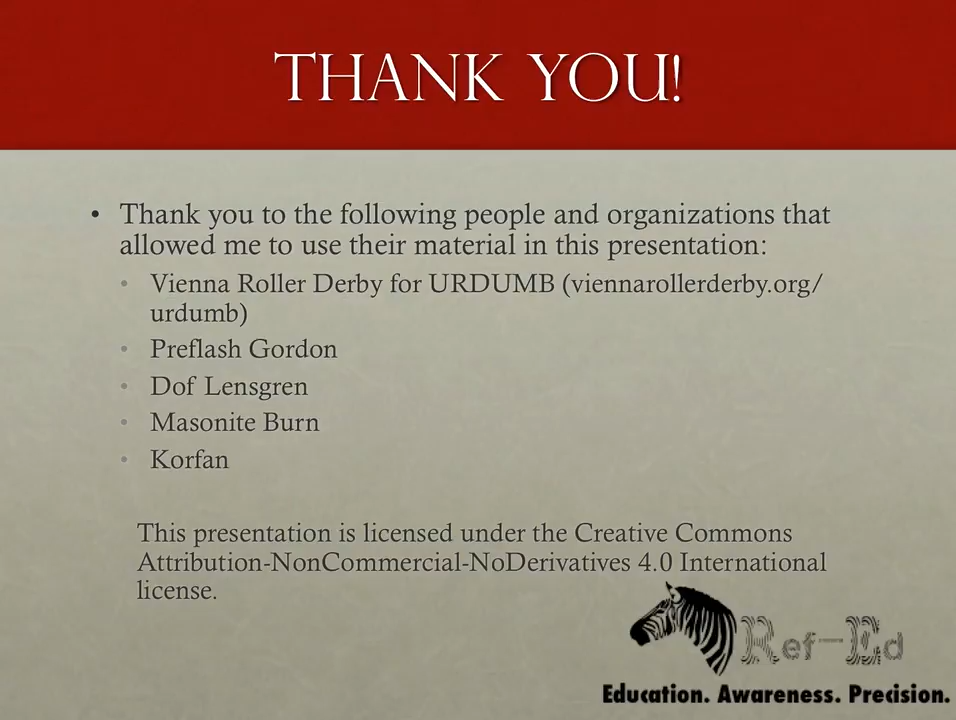 THANK YOU!
• Thank you to the following people and organizations that
allowed me to use their material in this presentation:
• Vienna Roller Derby for URDUMB (viennarollerderby.org/
urdumb)
• Preflash Gordon
• Dof Lensgren
• Masonite Burn
• Korfan
This presentation is licensed under the Creative Commons
Attribution-NonCommercial-NoDerivatives 4.0 International
license.
Ref-Ed
Education. Awareness. Precision.